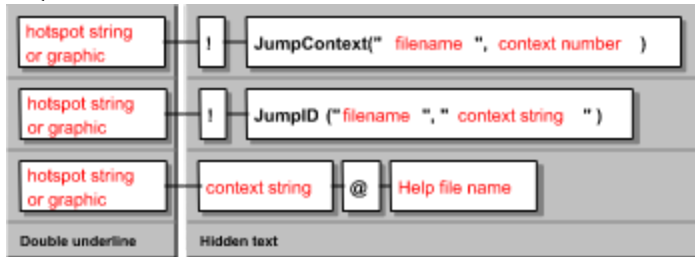 hotspot string
or graphic
! JumpContext(" filename ", context number )
hotspot string
or graphic
! JumpID ("filename ", " context string " )
hotspot string
or graphic
context string @ Help file name
Double underline Hidden text